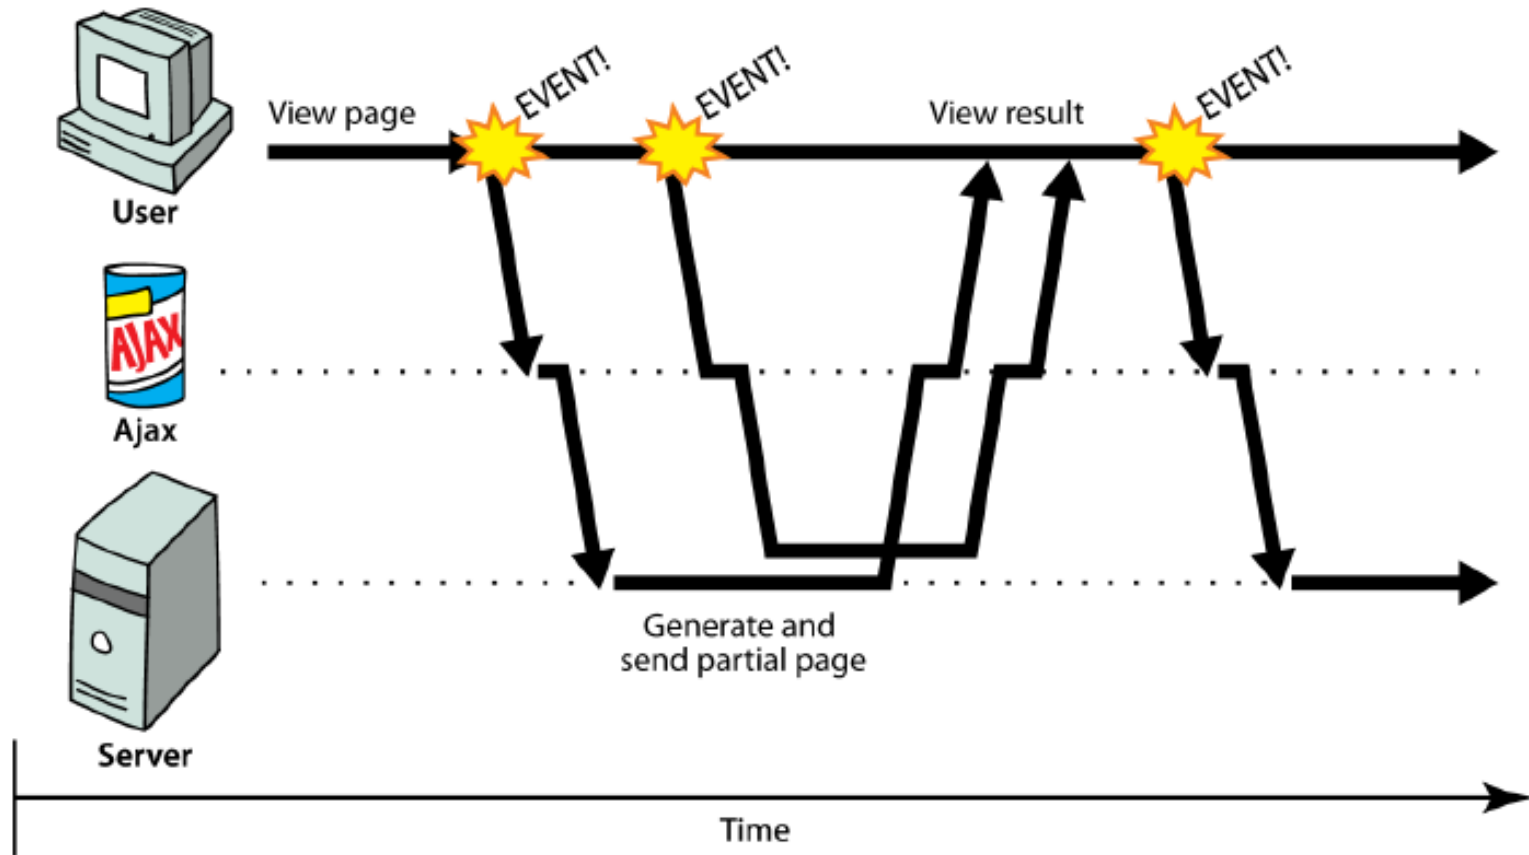 EVENT!
EVENT!
EVENT!
View page
View result
User
AJAX
Ajax
Generate and
send partial page
Server
Time